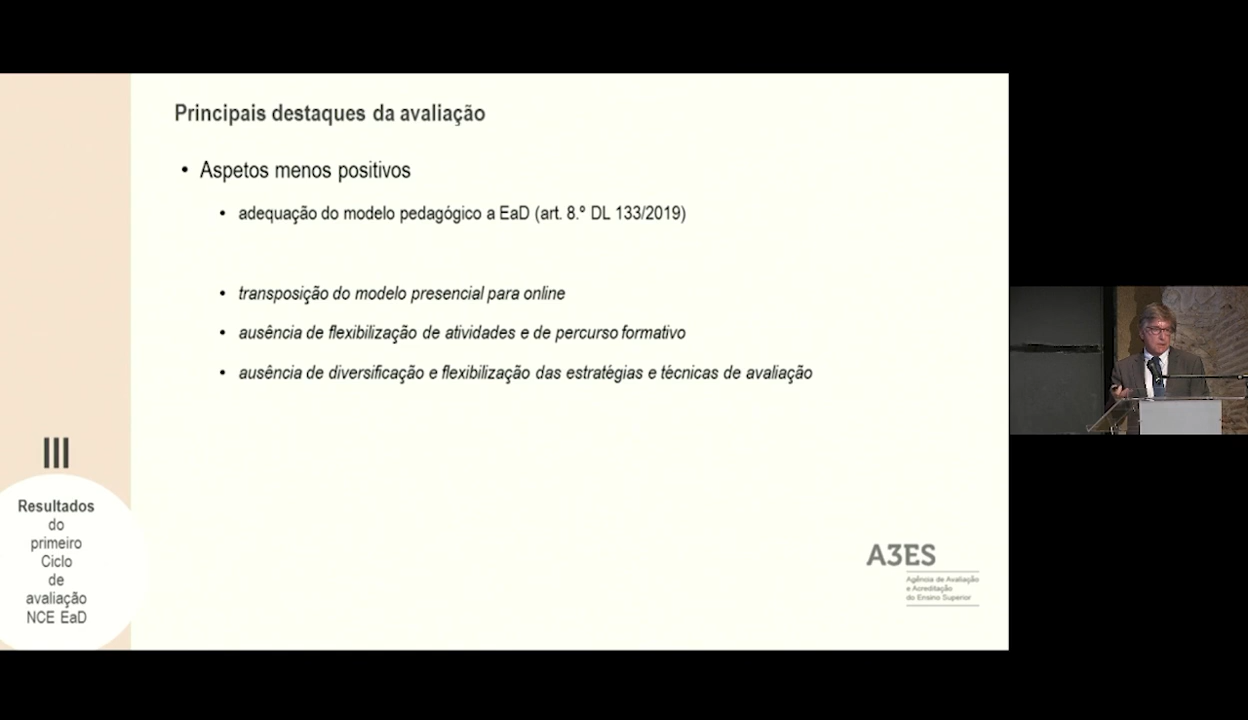 Principais destaques da avaliação
• Aspetos menos positivos
• adequação do modelo pedagógico a EaD (art. 8.º DL 133/2019)
• transposição do modelo presencial para online
• ausência de flexibilização de atividades e de percurso formativo
• ausência de diversificação e flexibilização das estratégias e técnicas de avaliação
III
Resultados
do
primeiro
Ciclo
de
avaliação
NCE EaD
A3ES
Agência de Avaliação
e Acreditação
do Ensino Superior